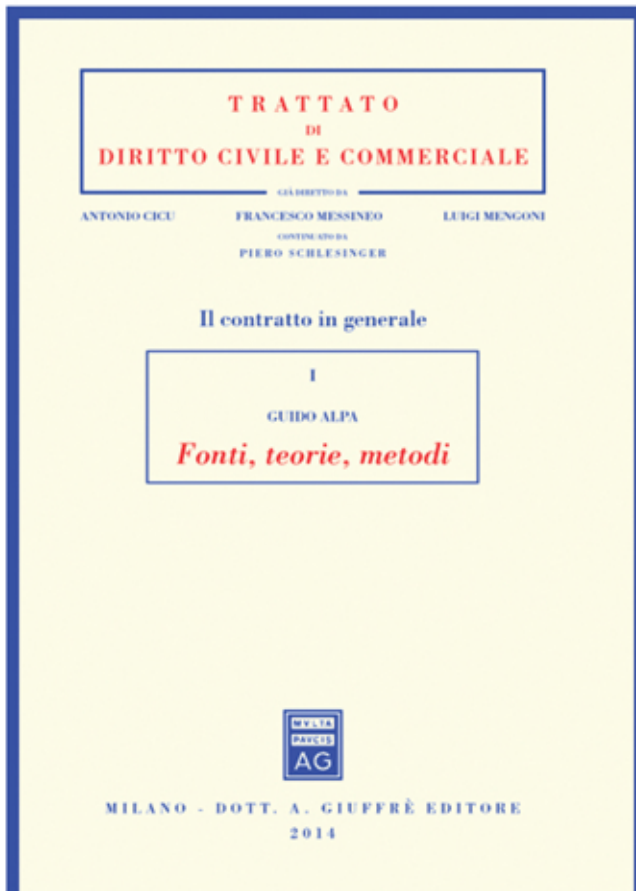 TRATTATO
DI
DIRITTO CIVILE E COMMERCIALE
GIÀ DIRETTO DA
ANTONIO CICU FRANCESCO MESSINEO LUIGI MENGONI
CONTINUATO DA
PIERO SCHLESINGER
Il contratto in generale
I
GUIDO ALPA
Fonti, teorie, metodi
MVLTA
PAVCIS
AG
MILANO - DOTT. A. GIUFFRÈ EDITORE
2014